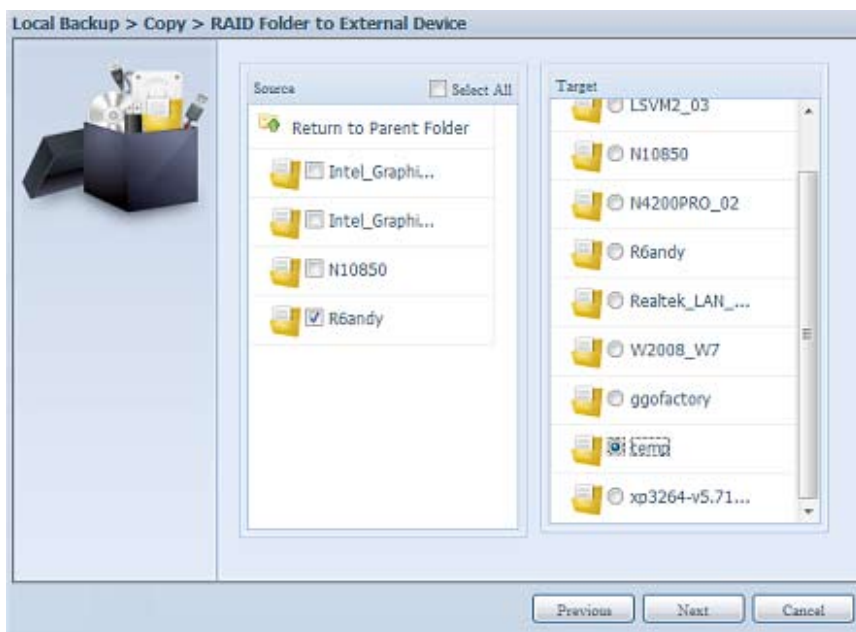 Local Backup > Copy > RAID Folder to External Device
Source
Select All
Return to Parent Folder
Intel_Graphi...
Intel_Graphi...
N10850
R6andy
Target
LSVM2_03
N10850
N4200PRO_02
R6andy
Realtek_LAN_...
W2008_W7
ggofactory
temp
xp3264-v5.71...
Previous
Next
Cancel